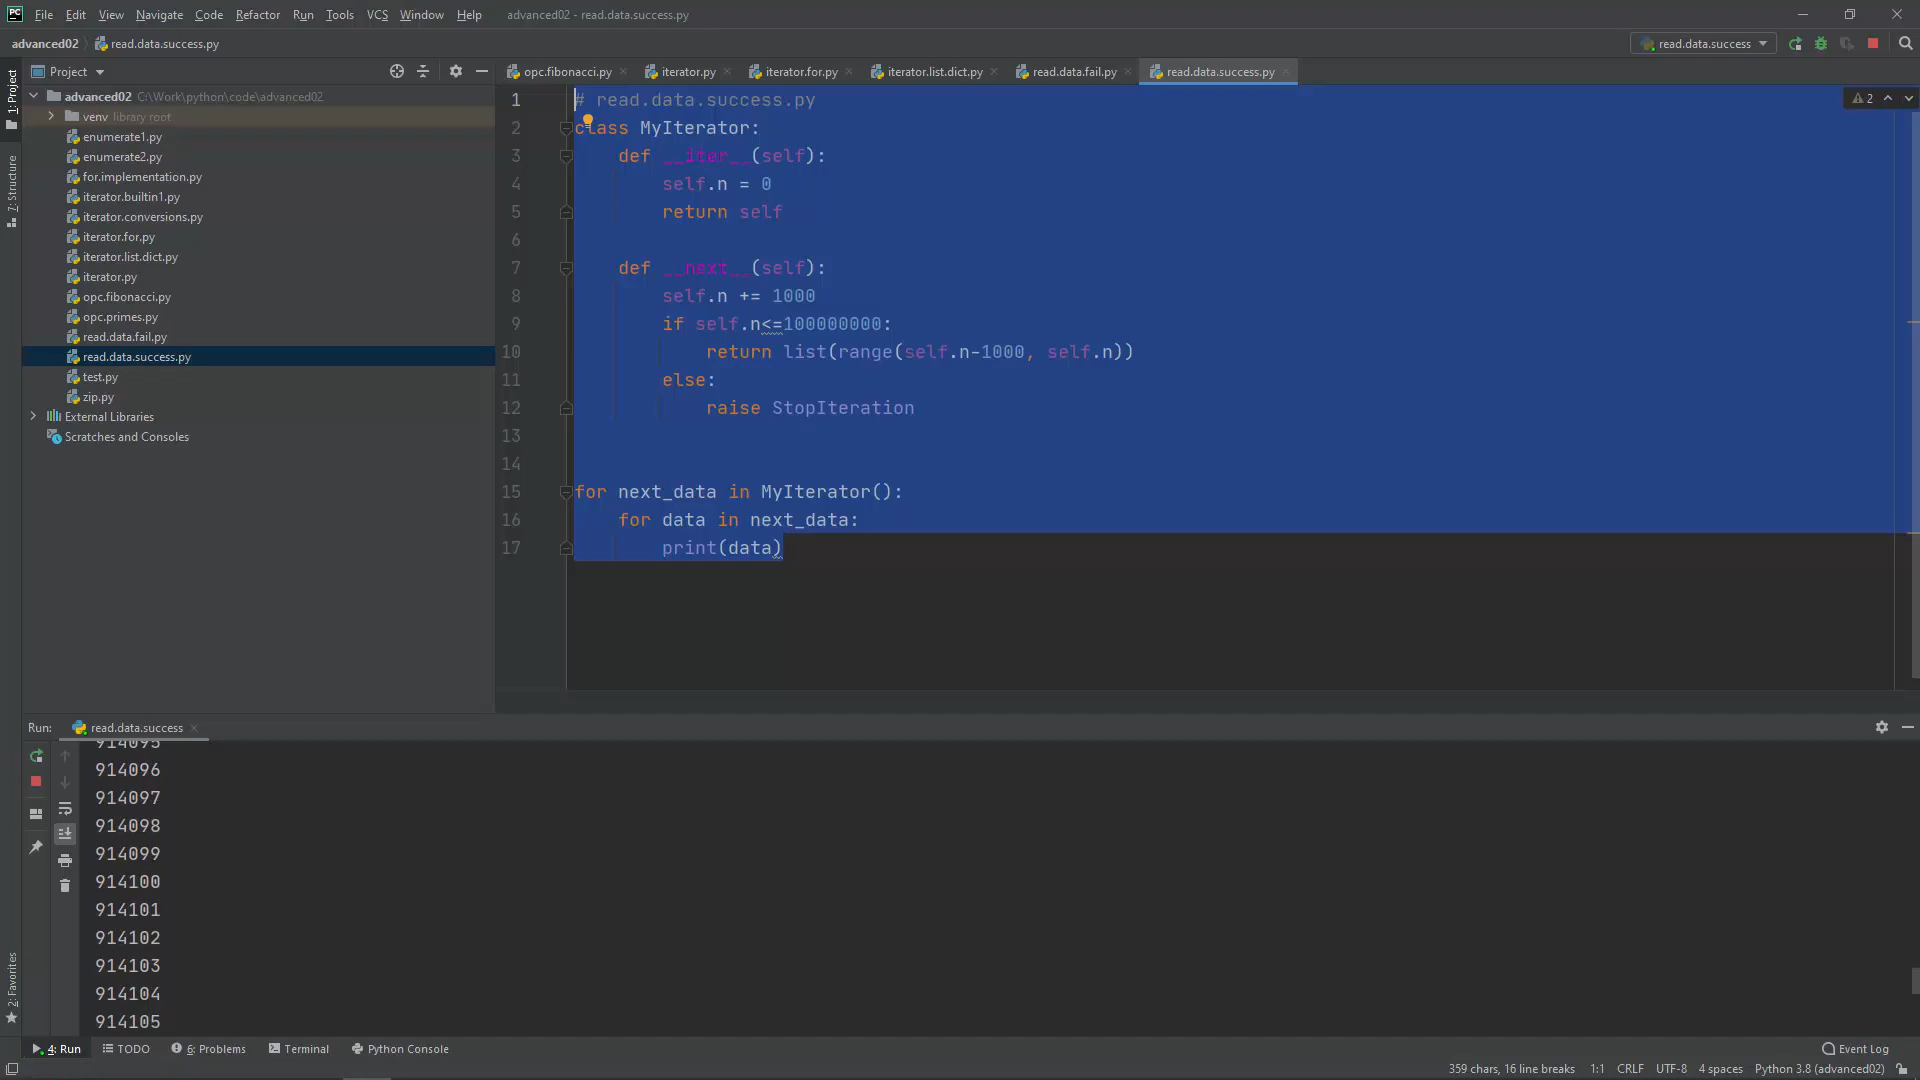 PC File Edit View Navigate Code Refactor Run Tools VCS Window Help advanced02 - read.data.success.py
advanced02 read.data.success.py read.data.success
Project opc.fibonacci.py iterator.py iterator.for.py iterator.list.dict.py read.data.fail.py read.data.success.py
advanced02 C:\Work\python\code\advanced02
venv library root
enumerate1.py
enumerate2.py
for.implementation.py
iterator.builtin1.py
iterator.conversions.py
iterator.for.py
iterator.list.dict.py
iterator.py
opc.fibonacci.py
opc.primes.py
read.data.fail.py
read.data.success.py
test.py
zip.py
External Libraries
Scratches and Consoles
1: Project
7: Structure
2: Favorites
2
1 # read.data.success.py
2 class MyIterator:
3 def __iter__(self):
4 self.n = 0
5 return self
6
7 def __next__(self):
8 self.n += 1000
9 if self.n<=100000000:
10 return list(range(self.n-1000, self.n))
11 else:
12 raise StopIteration
13
14
15 for next_data in MyIterator():
16 for data in next_data:
17 print(data)
Run: read.data.success
914095
914096
914097
914098
914099
914100
914101
914102
914103
914104
914105
4: Run TODO 6: Problems Terminal Python Console Event Log
359 chars, 16 line breaks 1:1 CRLF UTF-8 4 spaces Python 3.8 (advanced02)